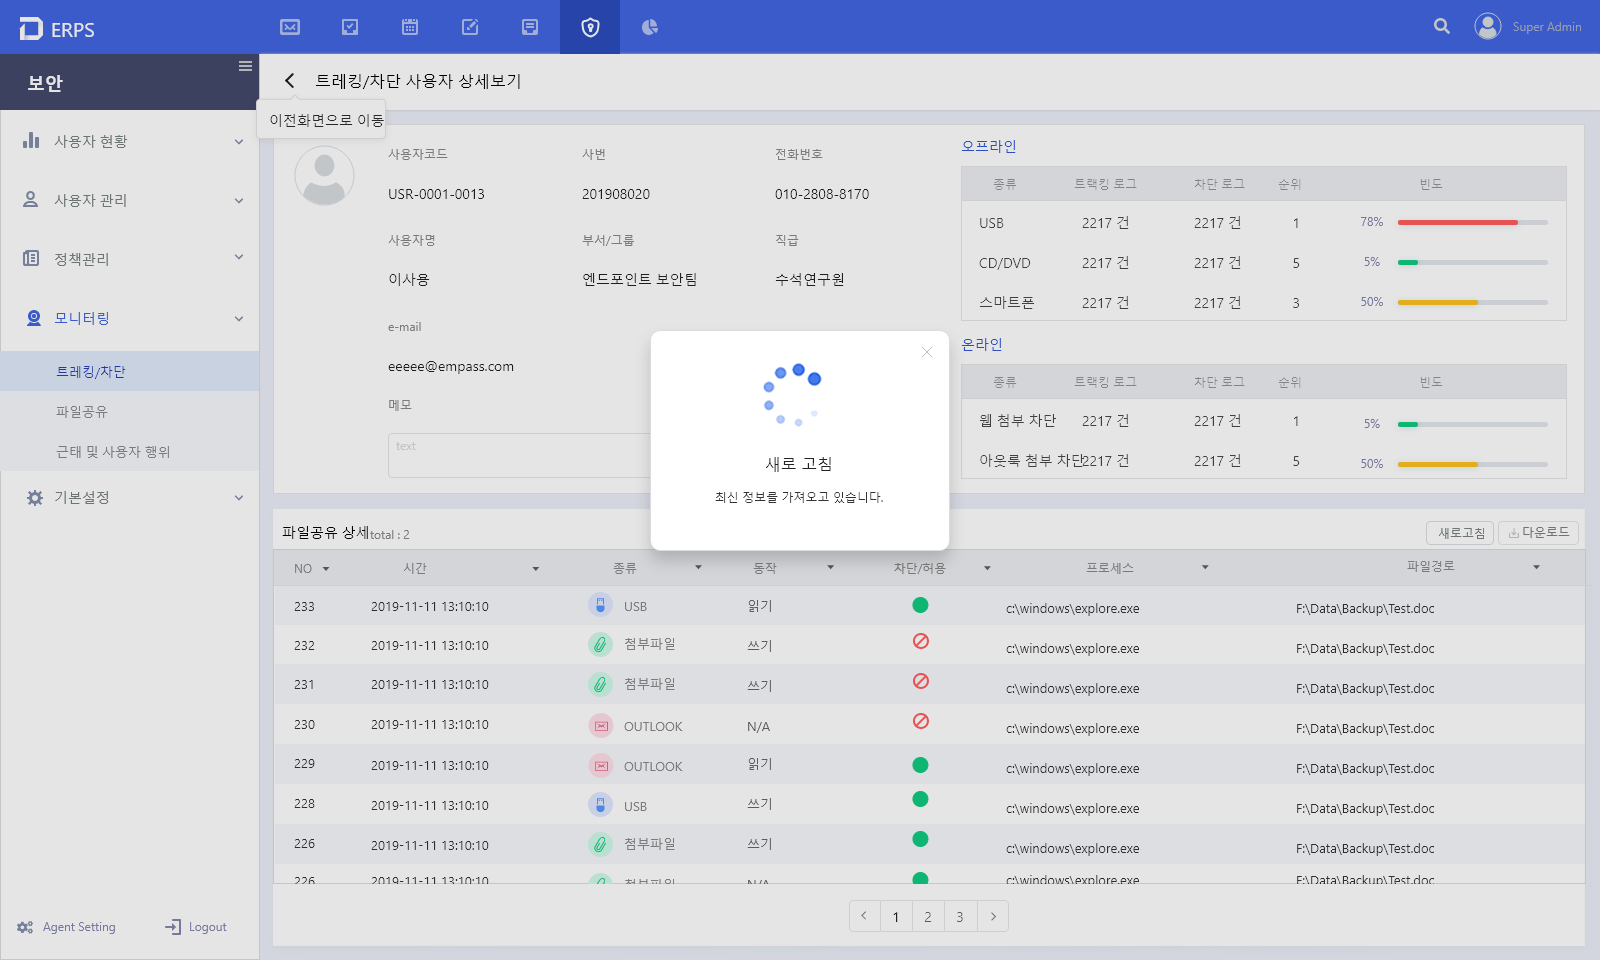 ERPS
Super Admin
보안
트레킹/차단 사용자 상세보기
이전화면으로 이동
사용자 현황
사용자 관리
정책관리
모니터링
트레킹/차단
파일공유
근태 및 사용자 행위
기본설정
Agent Setting
Logout
사용자코드 사번 전화번호
USR-0001-0013 201908020 010-2808-8170
사용자명 부서/그룹 직급
이사용 엔드포인트 보안팀 수석연구원
e-mail
eeeee@empass.com
메모
text
오프라인
종류 트랙킹 로그 차단 로그 순위 빈도
USB 2217 건 2217 건 1 78%
CD/DVD 2217 건 2217 건 5 5%
스마트폰 2217 건 2217 건 3 50%
온라인
종류 트랙킹 로그 차단 로그 순위 빈도
웹 첨부 차단 2217 건 2217 건 1 5%
아웃룩 첨부 차단 2217 건 2217 건 5 50%
새로 고침
최신 정보를 가져오고 있습니다.
파일공유 상세 total : 2
새로고침 다운로드
NO 시간 종류 동작 차단/허용 프로세스 파일경로
233 2019-11-11 13:10:10 USB 읽기 c:\windows\explore.exe F:\Data\Backup\Test.doc
232 2019-11-11 13:10:10 첨부파일 쓰기 c:\windows\explore.exe F:\Data\Backup\Test.doc
231 2019-11-11 13:10:10 첨부파일 쓰기 c:\windows\explore.exe F:\Data\Backup\Test.doc
230 2019-11-11 13:10:10 OUTLOOK N/A c:\windows\explore.exe F:\Data\Backup\Test.doc
229 2019-11-11 13:10:10 OUTLOOK 읽기 c:\windows\explore.exe F:\Data\Backup\Test.doc
228 2019-11-11 13:10:10 USB 쓰기 c:\windows\explore.exe F:\Data\Backup\Test.doc
226 2019-11-11 13:10:10 첨부파일 쓰기 c:\windows\explore.exe F:\Data\Backup\Test.doc
226 2019-11-11 13:10:10 첨부파일 N/A c:\windows\explore.exe F:\Data\Backup\Test.doc
1 2 3